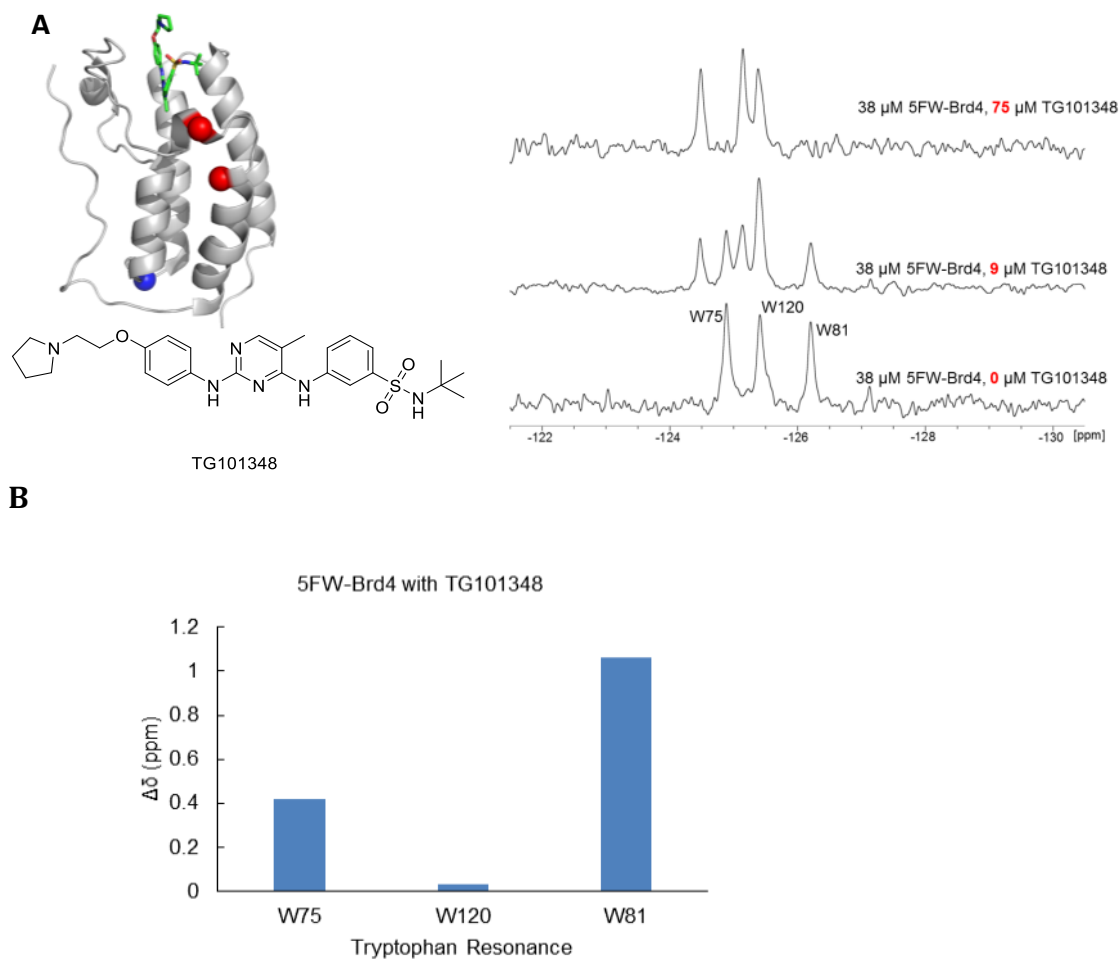 A
38 µM 5FW-Brd4, 75 µM TG101348
38 µM 5FW-Brd4, 9 µM TG101348
W75
W120
W81
38 µM 5FW-Brd4, 0 µM TG101348
-122 -124 -126 -128 -130 [ppm]
N
O
N
N
N
H
N
H
S
O
O
N
H
TG101348
B
5FW-Brd4 with TG101348
1.2
1
0.8
0.6
0.4
0.2
0
Δδ (ppm)
W75 W120 W81
Tryptophan Resonance